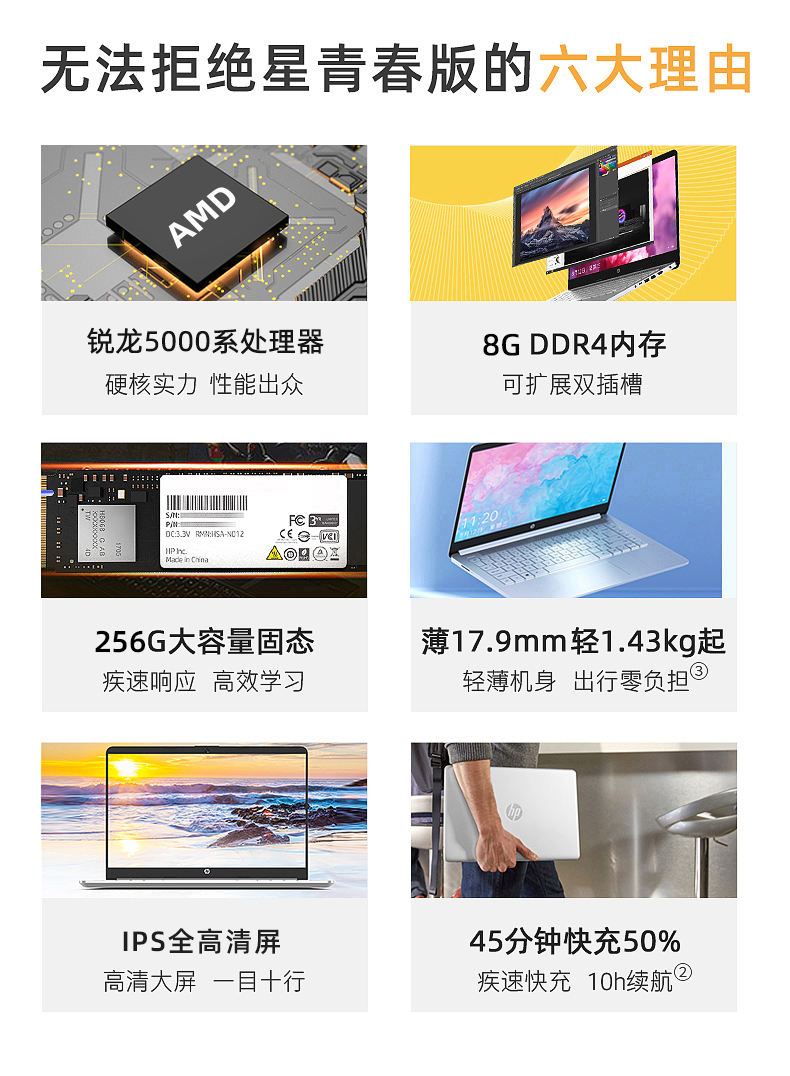 无法拒绝星青春版的六大理由
AMD
锐龙5000系处理器
硬核实力 性能出众
8G DDR4内存
可扩展双插槽
S/N:
P/N:
DC:3.3V RMN:HSA-N012
HP Inc.
Made in China
256G大容量固态
疾速响应 高效学习
11:20
薄17.9mm轻1.43kg起
轻薄机身 出行零负担③
IPS全高清屏
高清大屏 一目十行
hp
45分钟快充50%
疾速快充 10h续航②